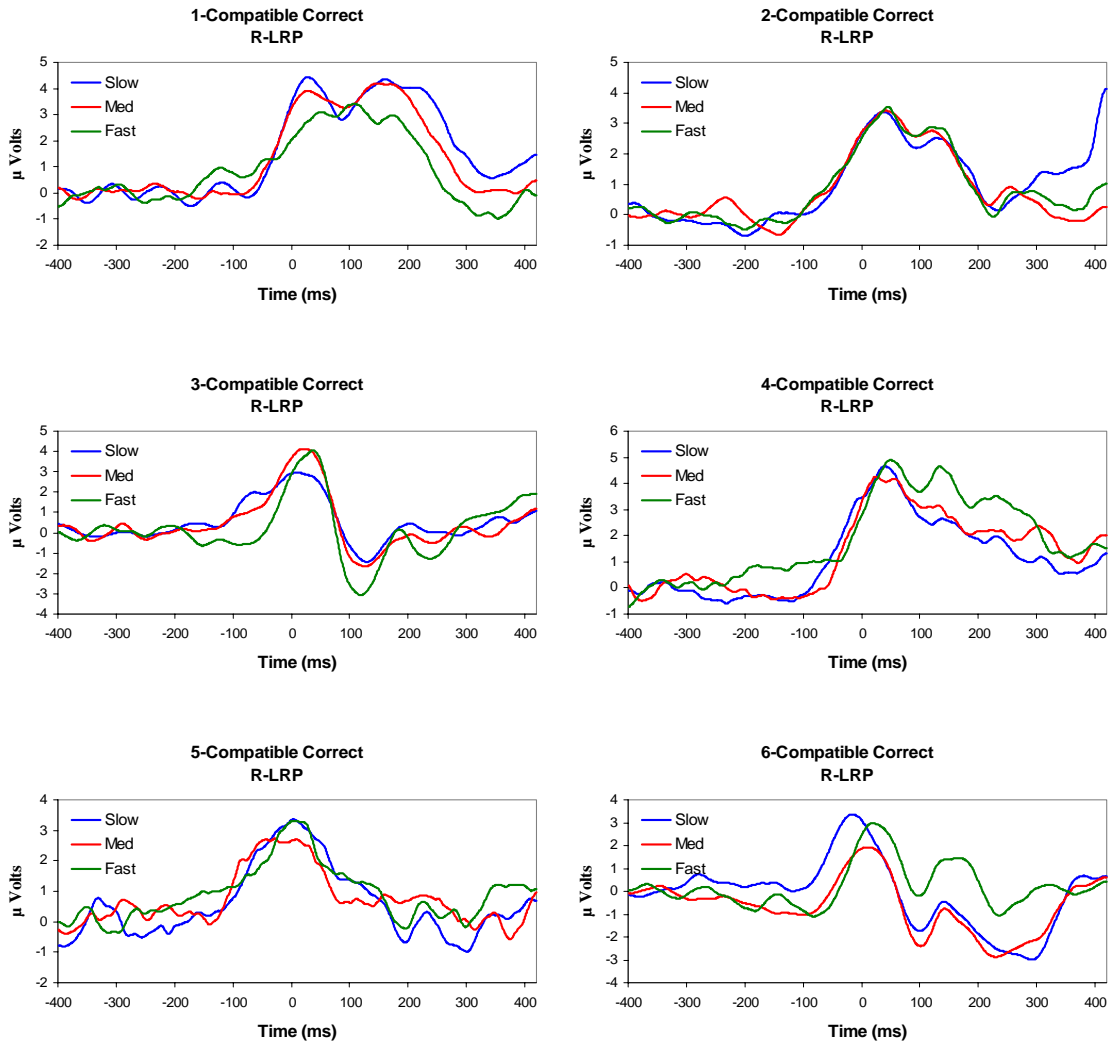 1-Compatible Correct
R-LRP
5
4
3
2
1
0
-1
-2
µ Volts
Slow
Med
Fast
-400 -300 -200 -100 0 100 200 300 400
Time (ms)
2-Compatible Correct
R-LRP
5
4
3
2
1
0
-1
µ Volts
Slow
Med
Fast
-400 -300 -200 -100 0 100 200 300 400
Time (ms)
3-Compatible Correct
R-LRP
5
4
3
2
1
0
-1
-2
-3
-4
µ Volts
Slow
Med
Fast
-400 -300 -200 -100 0 100 200 300 400
Time (ms)
4-Compatible Correct
R-LRP
6
5
4
3
2
1
0
-1
µ Volts
Slow
Med
Fast
-400 -300 -200 -100 0 100 200 300 400
Time (ms)
5-Compatible Correct
R-LRP
4
3
2
1
0
-1
-2
µ Volts
Slow
Med
Fast
-400 -300 -200 -100 0 100 200 300 400
Time (ms)
6-Compatible Correct
R-LRP
4
3
2
1
0
-1
-2
-3
-4
µ Volts
Slow
Med
Fast
-400 -300 -200 -100 0 100 200 300 400
Time (ms)